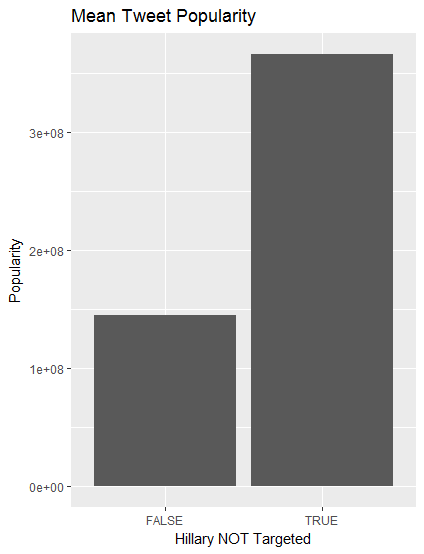 Mean Tweet Popularity
3e+08
2e+08
1e+08
0e+00
Popularity
FALSE TRUE
Hillary NOT Targeted